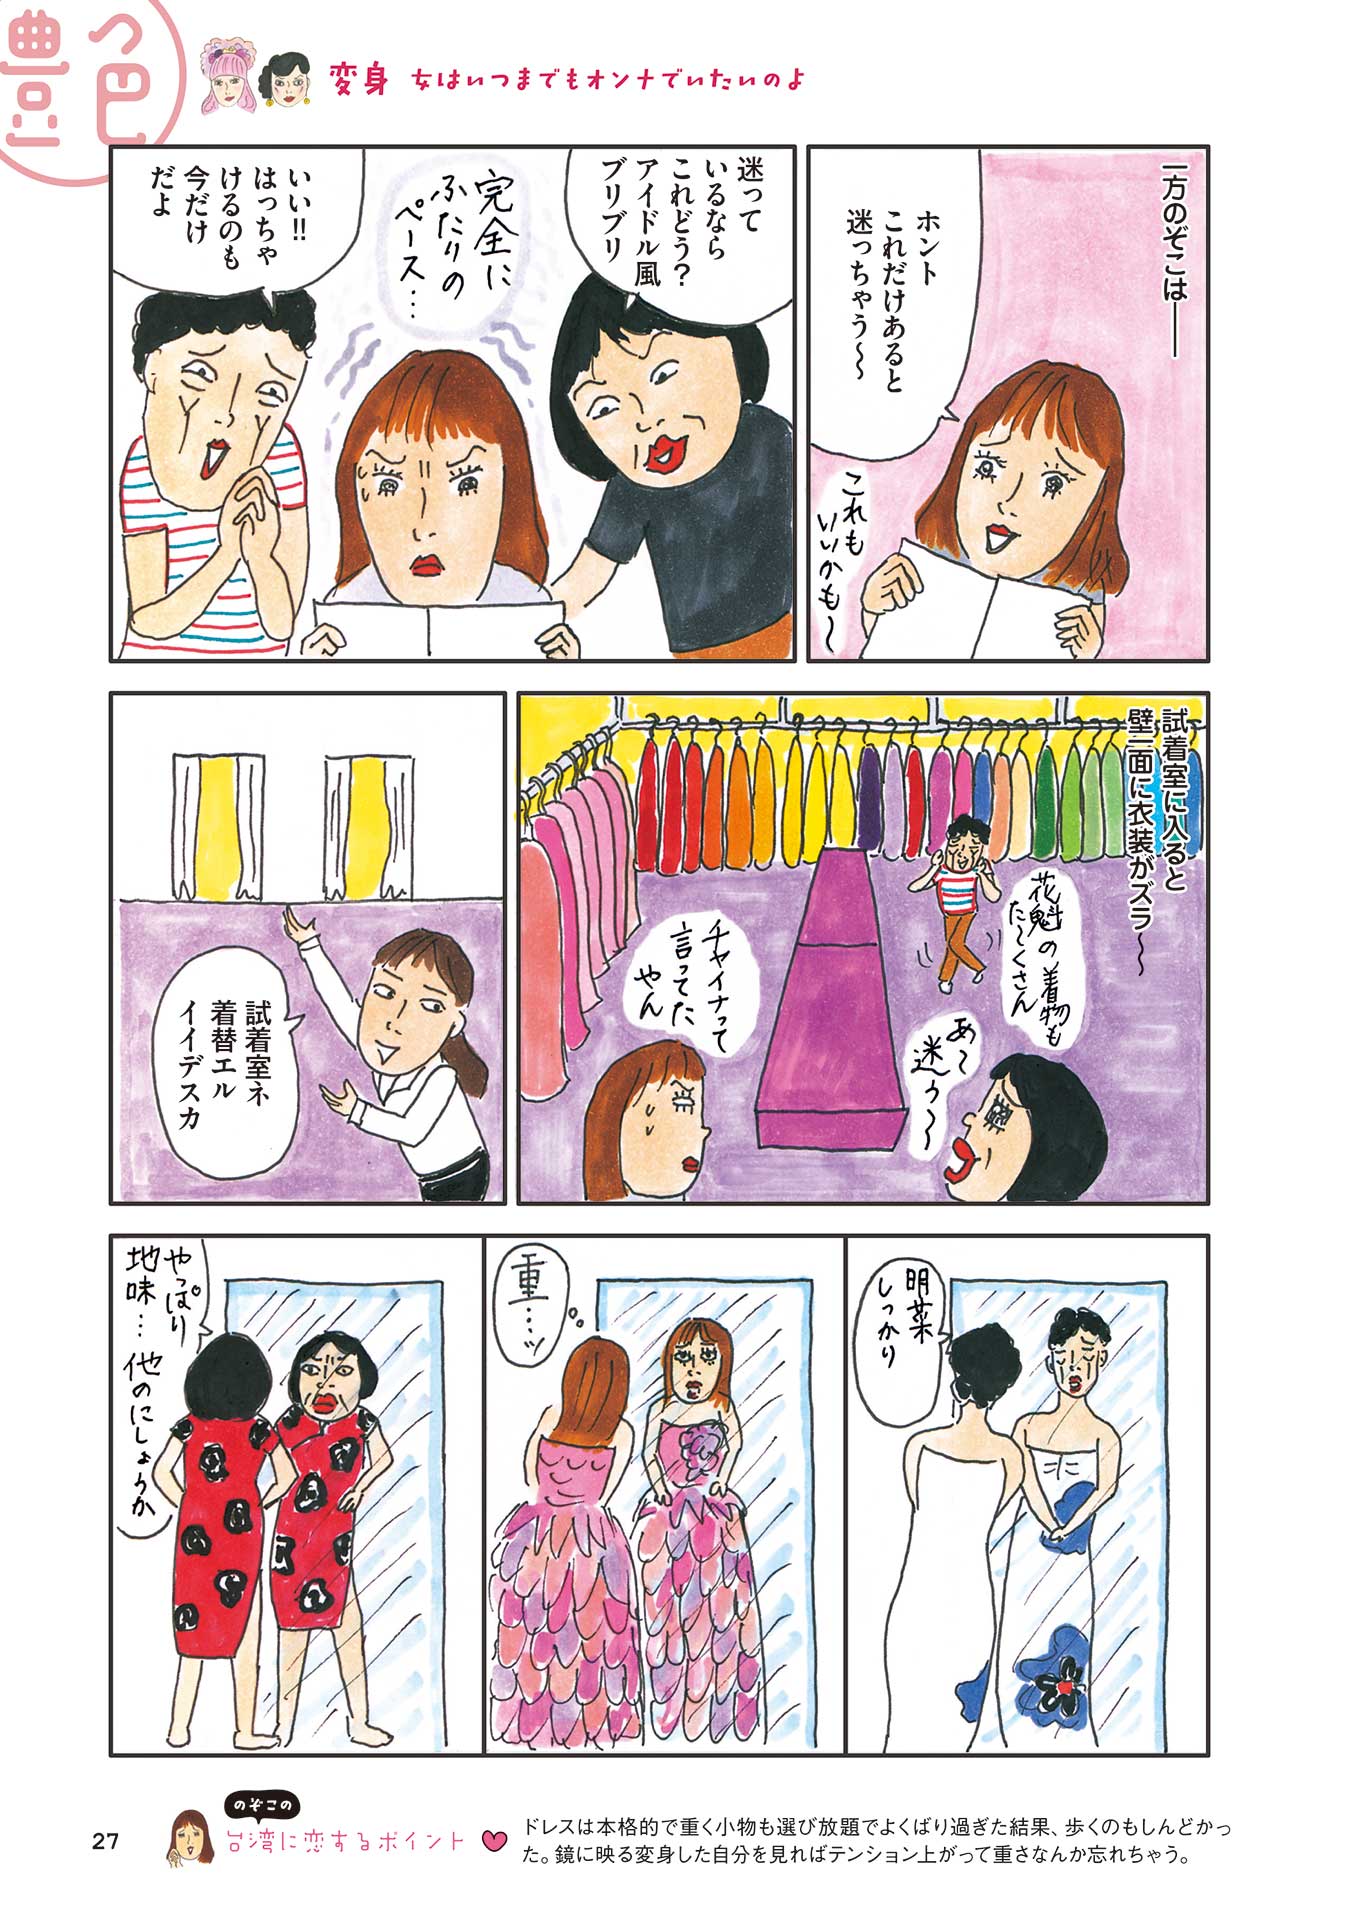 艶
変身 女はいつまでもオンナでいたいのよ
一方のぞこは――
ホント
これだけあると
迷っちゃう～
これも
いいかも～
迷って
いるなら
これどう？
アイドル風
ブリブリ
完全に
ふたりの
ペース…
いい!!
はっちゃ
けるのも
今だけ
だよ
試着室に入ると
壁一面に衣装がズラ～
花魁の着物も
たーくさん
あ～
迷う～
チャイナって
言ってた
やん
試着室ネ
着替エル
イイデスカ
明菜
しっかり
重…ッ
やっぱり
地味…
他のにしょうか
のぞこの
台湾に恋するポイント
ドレスは本格的で重く小物も選び放題でよくばり過ぎた結果、歩くのもしんどかっ
た。鏡に映る変身した自分を見ればテンション上がって重さなんか忘れちゃう。
27